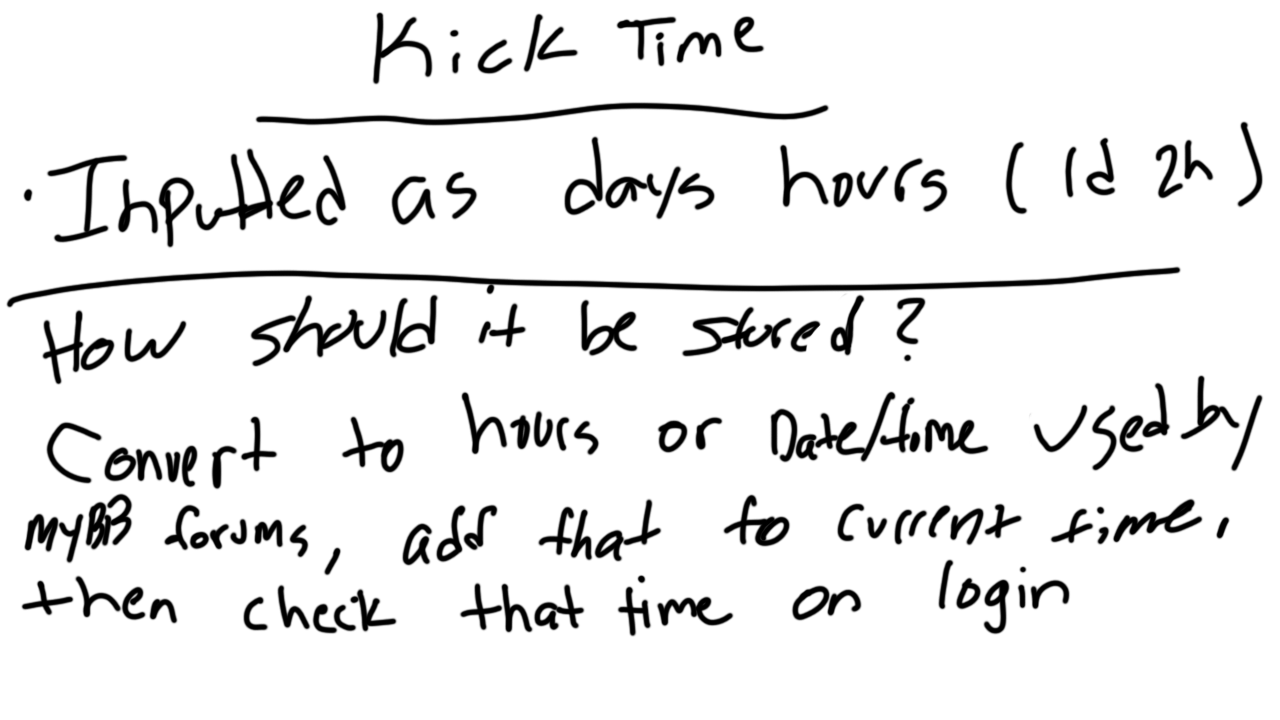 Kick Time
· Inputted as days hours (1d 2h)
How should it be stored?
Convert to hours or Date/time used by
MyBB forums, add that to current time,
then check that time on login